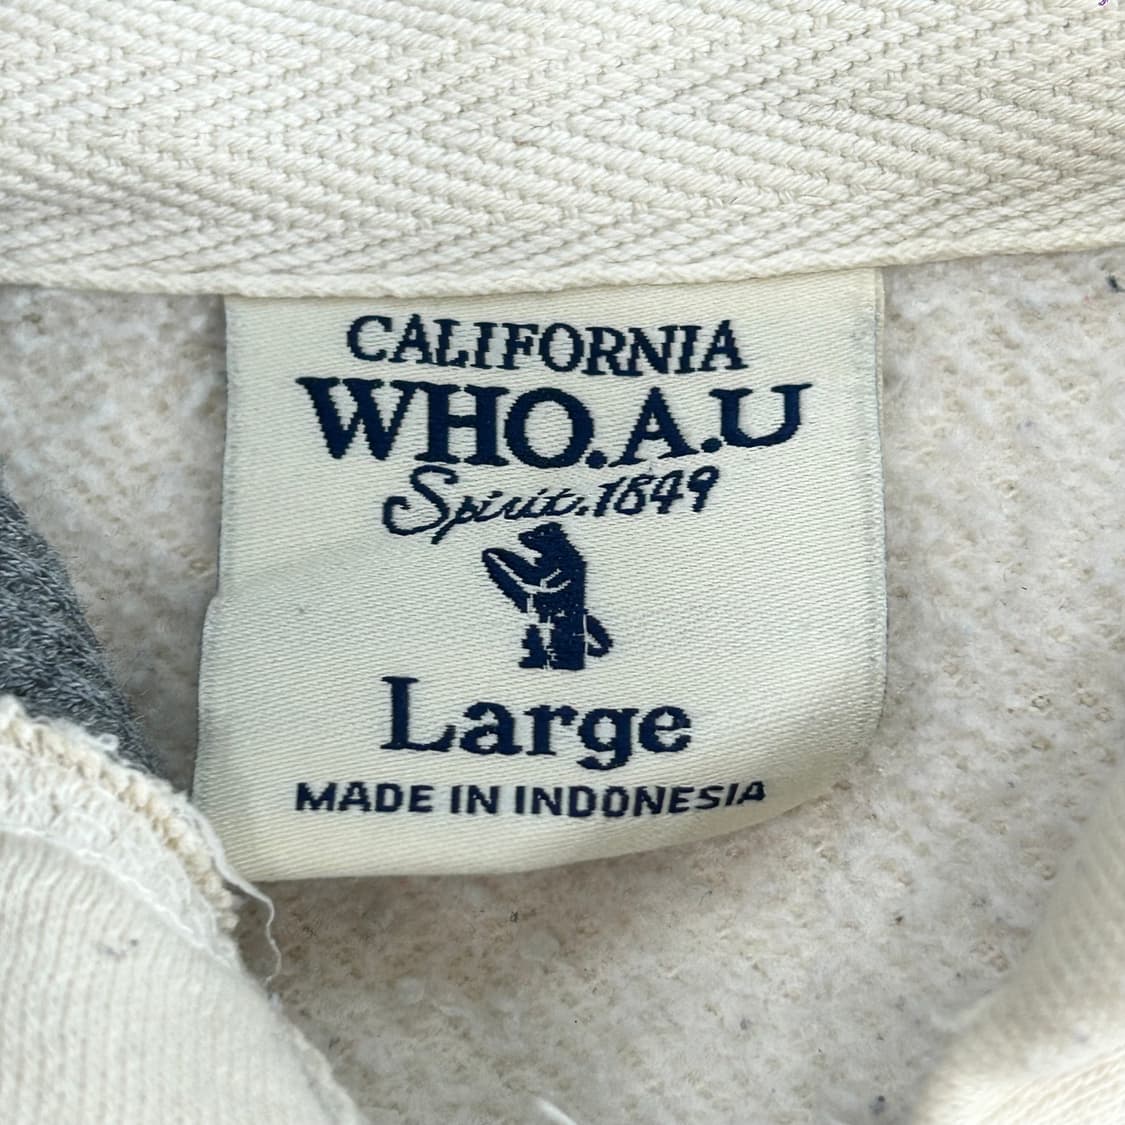 CALIFORNIA
WHO.A.U
Spirit.1849
Large
MADE IN INDONESIA